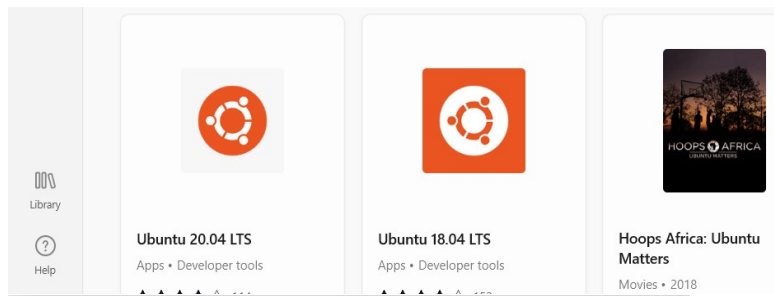 Library
Help
Ubuntu 20.04 LTS
Apps • Developer tools
Ubuntu 18.04 LTS
Apps • Developer tools
HOOPS AFRICA
UBUNTU MATTERS
Hoops Africa: Ubuntu
Matters
Movies • 2018